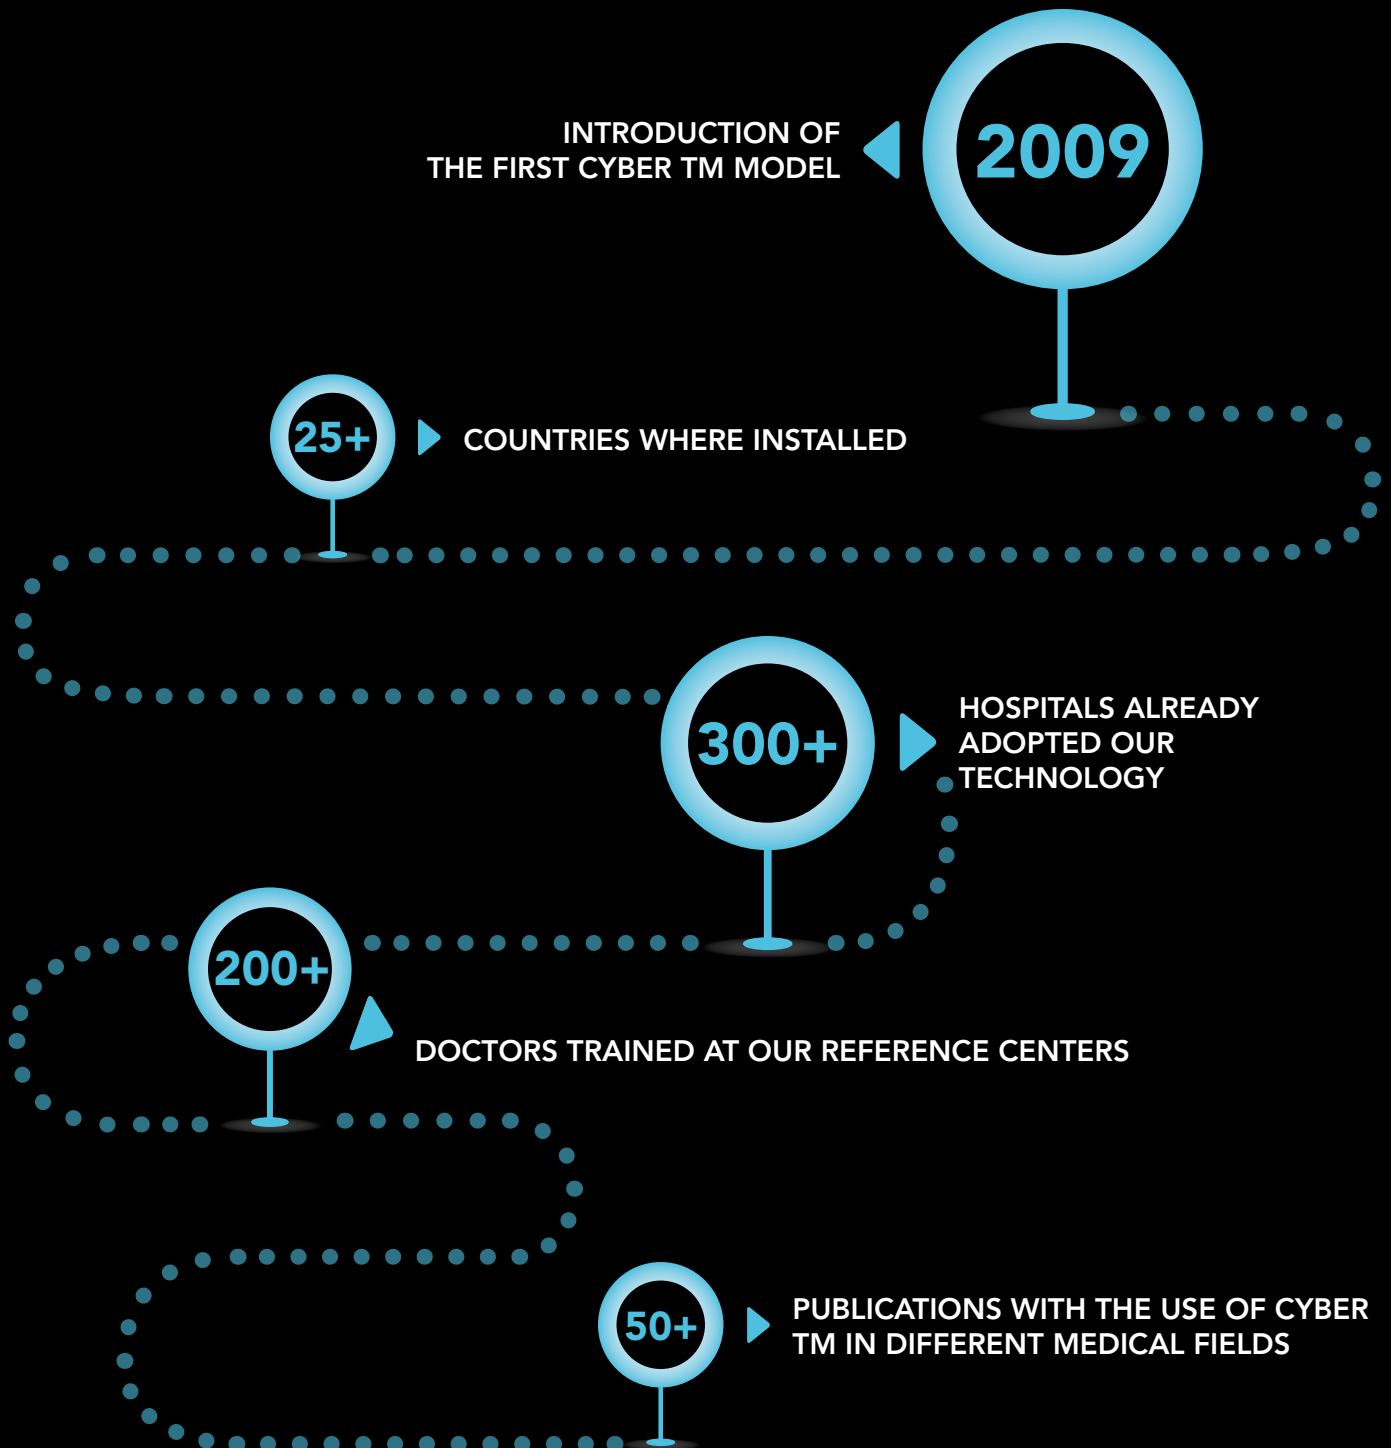 2009
INTRODUCTION OF
THE FIRST CYBER TM MODEL
25+
COUNTRIES WHERE INSTALLED
300+
HOSPITALS ALREADY
ADOPTED OUR
TECHNOLOGY
200+
DOCTORS TRAINED AT OUR REFERENCE CENTERS
50+
PUBLICATIONS WITH THE USE OF CYBER
TM IN DIFFERENT MEDICAL FIELDS